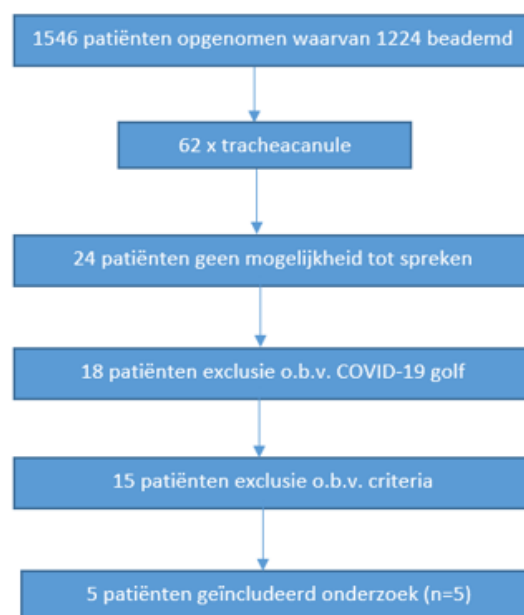 1546 patiënten opgenomen waarvan 1224 beademd
62 x tracheacanule
24 patiënten geen mogelijkheid tot spreken
18 patiënten exclusie o.b.v. COVID-19 golf
15 patiënten exclusie o.b.v. criteria
5 patiënten geïncludeerd onderzoek (n=5)